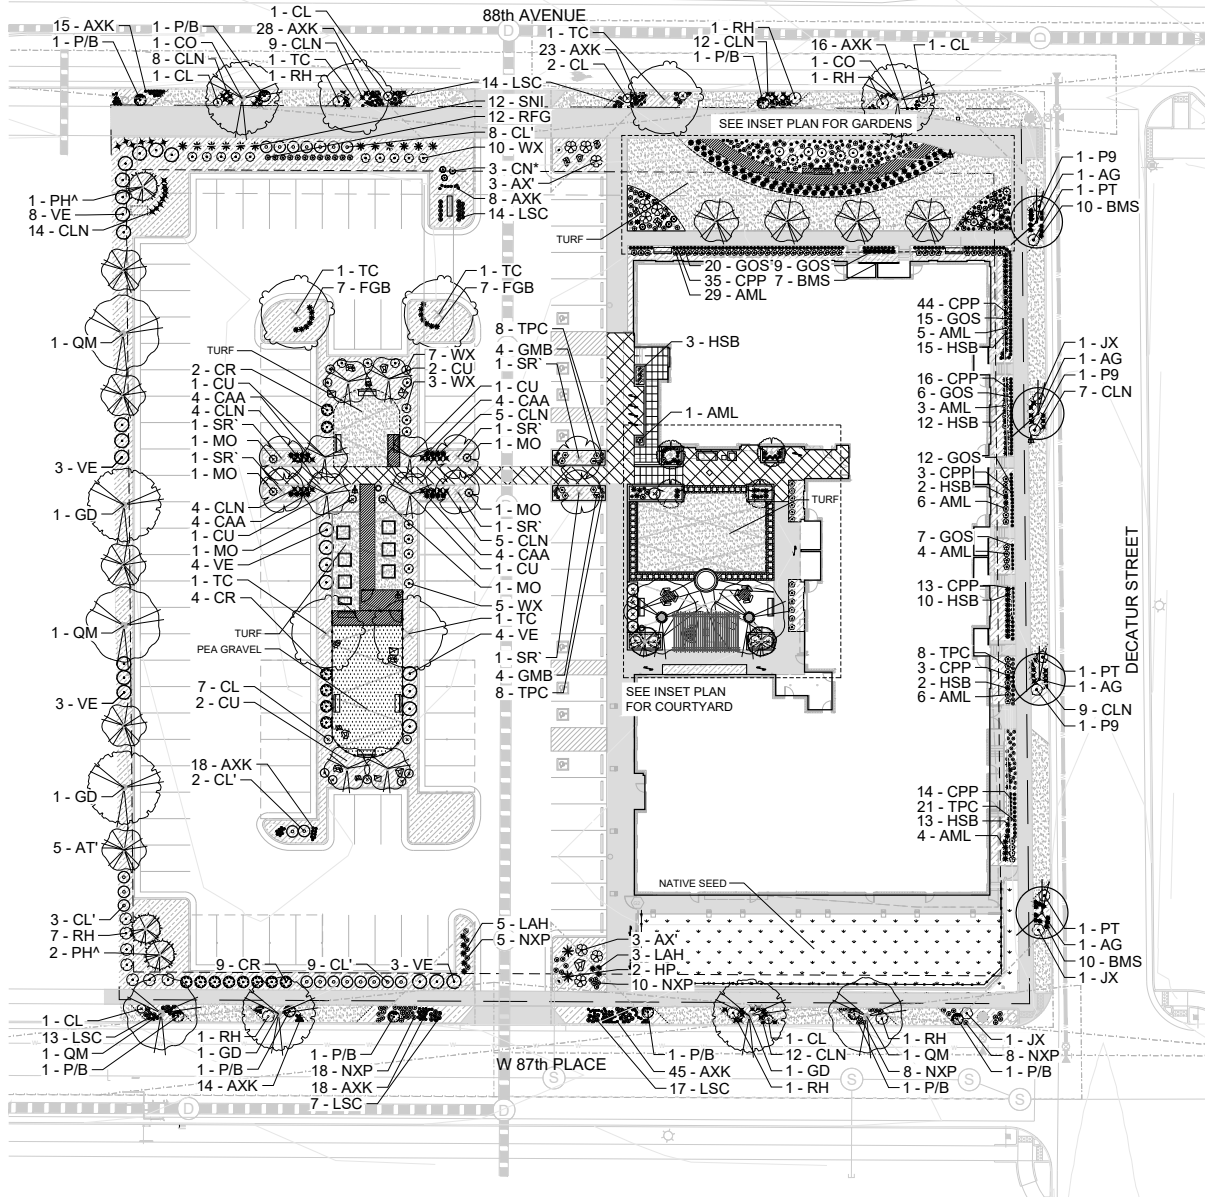 88th AVENUE
15 - AXK
1 - P/B
1 - P/B
1 - CO
8 - CLN
1 - CL
1 - CL
28 - AXK
9 - CLN
1 - TC
1 - RH
1 - TC
23 - AXK
2 - CL
1 - RH
12 - CLN
1 - P/B
16 - AXK
1 - CO
1 - RH
1 - CL
D
D
14 - LSC
12 - SNI
12 - RFG
8 - CL'
10 - WX
3 - CN*
3 - AX'
8 - AXK
14 - LSC
SEE INSET PLAN FOR GARDENS
TURF
1 - PH^
8 - VE
14 - CLN
1 - P9
1 - AG
1 - PT
10 - BMS
20 - GOS
35 - CPP
29 - AML
9 - GOS
7 - BMS
1 - TC
7 - FGB
1 - TC
7 - FGB
44 - CPP
15 - GOS
5 - AML
15 - HSB
1 - QM
TURF
2 - CR
1 - CU
4 - CAA
4 - CLN
1 - SR`
1 - MO
1 - SR`
1 - MO
7 - WX
2 - CU
3 - WX
1 - CU
4 - CAA
5 - CLN
1 - SR`
1 - MO
8 - TPC
4 - GMB
1 - SR`
3 - HSB
1 - AML
1 - JX
1 - AG
1 - P9
7 - CLN
16 - CPP
6 - GOS
3 - AML
12 - HSB
3 - VE
1 - GD
4 - CLN
4 - CAA
1 - CU
1 - MO
4 - VE
1 - TC
4 - CR
TURF
PEA GRAVEL
1 - MO
1 - SR`
5 - CLN
4 - CAA
1 - CU
1 - MO
5 - WX
1 - TC
4 - VE
1 - SR`
4 - GMB
8 - TPC
TURF
12 - GOS
3 - CPP
2 - HSB
6 - AML
7 - GOS
4 - AML
13 - CPP
10 - HSB
DECATUR STREET
1 - QM
3 - VE
7 - CL
2 - CU
SEE INSET PLAN
FOR COURTYARD
8 - TPC
3 - CPP
2 - HSB
6 - AML
1 - PT
1 - AG
9 - CLN
1 - P9
18 - AXK
2 - CL'
1 - GD
5 - AT'
14 - CPP
21 - TPC
13 - HSB
4 - AML
NATIVE SEED
3 - CL'
7 - RH
2 - PH^
9 - CR
9 - CL'
3 - VE
5 - LAH
5 - NXP
3 - AX'
3 - LAH
2 - HP
10 - NXP
1 - PT
1 - AG
10 - BMS
1 - JX
1 - CL
13 - LSC
1 - QM
1 - P/B
1 - RH
1 - GD
1 - P/B
14 - AXK
1 - P/B
18 - NXP
18 - AXK
7 - LSC
W 87th PLACE
1 - P/B
45 - AXK
17 - LSC
1 - CL
12 - CLN
1 - GD
1 - RH
1 - RH
1 - QM
8 - NXP
1 - P/B
1 - JX
8 - NXP
1 - P/B
S
S
S
S
D
D